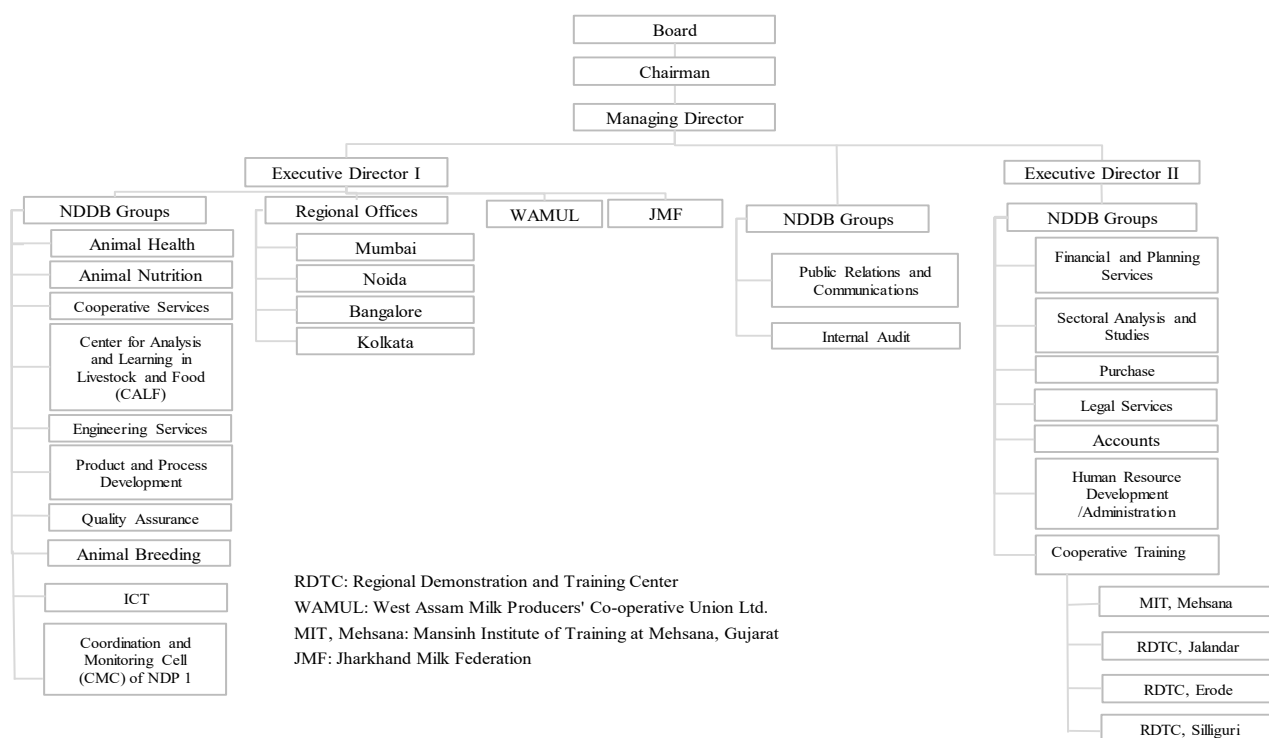 Board
Chairman
Managing Director
Executive Director I
Executive Director II
NDDB Groups
Animal Health
Animal Nutrition
Cooperative Services
Center for Analysis
and Learning in
Livestock and Food
(CALF)
Engineering Services
Product and Process
Development
Quality Assurance
Animal Breeding
ICT
Coordination and
Monitoring Cell
(CMC) of NDP 1
Regional Offices
Mumbai
Noida
Bangalore
Kolkata
WAMUL
JMF
NDDB Groups
Public Relations and
Communications
Internal Audit
NDDB Groups
Financial and Planning
Services
Sectoral Analysis and
Studies
Purchase
Legal Services
Accounts
Human Resource
Development
/Administration
Cooperative Training
MIT, Mehsana
RDTC, Jalandar
RDTC, Erode
RDTC, Silliguri
RDTC: Regional Demonstration and Training Center
WAMUL: West Assam Milk Producers' Co-operative Union Ltd.
MIT, Mehsana: Mansinh Institute of Training at Mehsana, Gujarat
JMF: Jharkhand Milk Federation